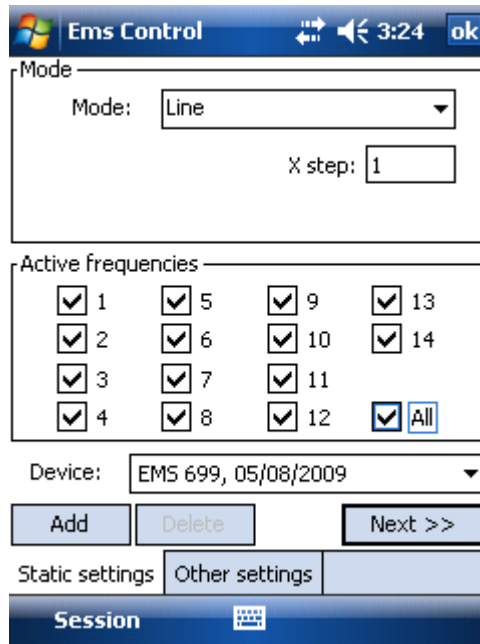 Ems Control 3:24 ok
Mode
Mode: Line
X step: 1
Active frequencies
1 5 9 13
2 6 10 14
3 7 11
4 8 12 All
Device: EMS 699, 05/08/2009
Add Delete Next >>
Static settings Other settings
Session